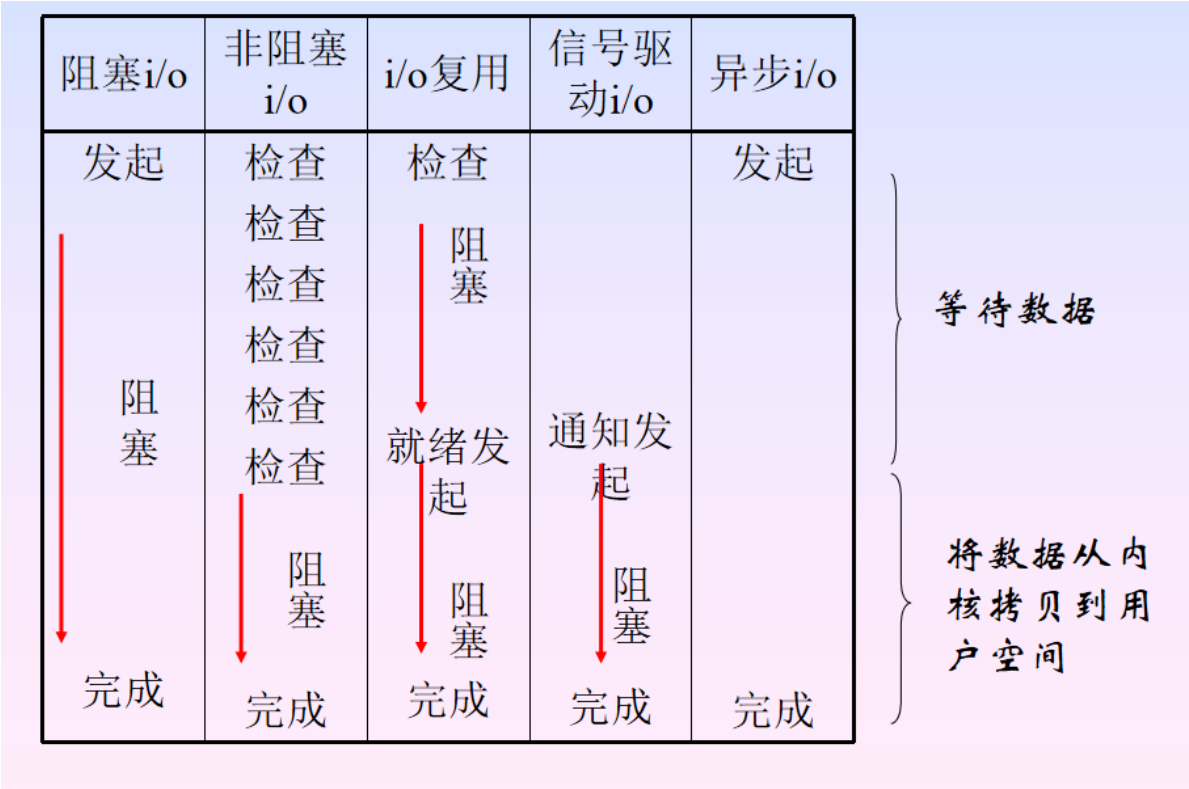 阻塞i/o
非阻塞
i/o
i/o复用
信号驱
动i/o
异步i/o
发起
阻
塞
完成
检查
检查
检查
检查
检查
检查
阻
塞
完成
检查
阻
塞
就绪发
起
阻
塞
完成
通知发
起
阻
塞
完成
发起
完成
等待数据
将数据从内
核拷贝到用
户空间